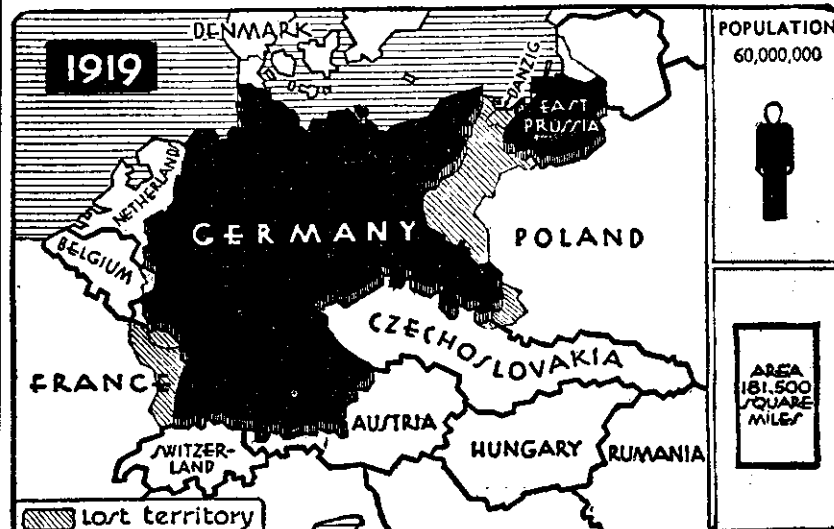 1919
DENMARK
DANZIG
EAST
PRUSSIA
NETHERLAND
BELGIUM
GERMANY
POLAND
CZECHOSLOVAKIA
FRANCE
AUSTRIA
SWITZER-
LAND
HUNGARY
RUMANIA
Lost territory
POPULATION
60,000,000
AREA
181,500
SQUARE
MILES